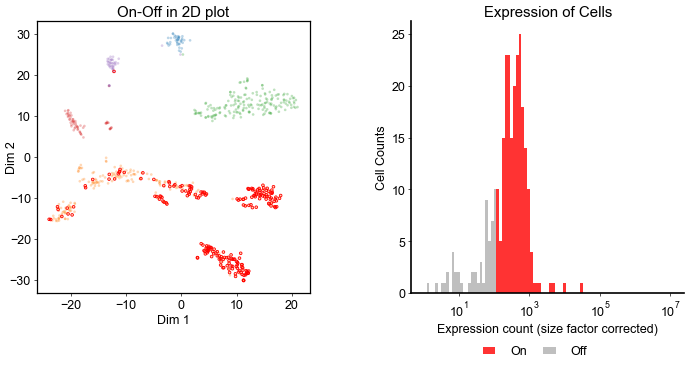 On-Off in 2D plot
30
20
10
0
−10
−20
−30
Dim 2
−20 −10 0 10 20
Dim 1
Expression of Cells
25
20
15
10
5
0
Cell Counts
10^1 10^3 10^5 10^7
Expression count (size factor corrected)
On Off